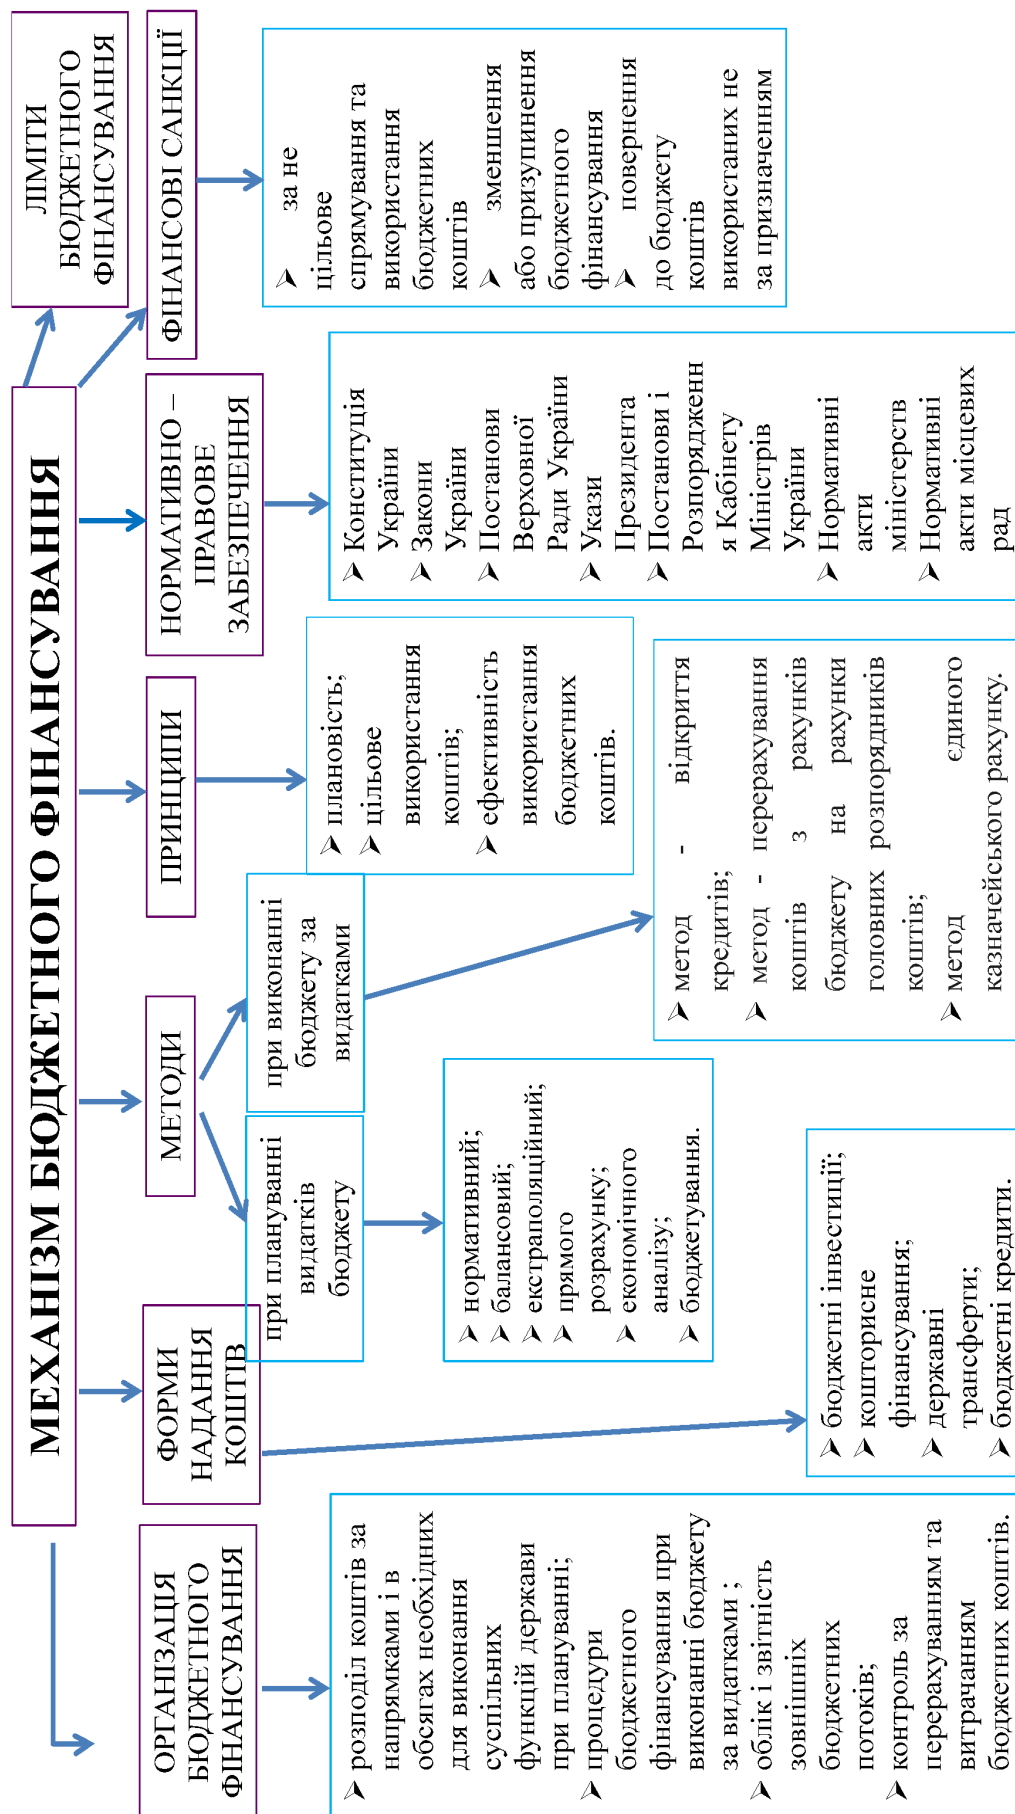 МЕХАНІЗМ БЮДЖЕТНОГО ФІНАНСУВАННЯ
ОРГАНІЗАЦІЯ
БЮДЖЕТНОГО
ФІНАНСУВАННЯ
➢ розподіл коштів за
напрямками і в
обсягах необхідних
для виконання
суспільних
функцій держави
при плануванні;
➢ процедури
бюджетного
фінансування при
виконанні бюджету
за видатками ;
➢ облік і звітність
зовнішніх
бюджетних
потоків;
➢ контроль за
перерахуванням та
витрачанням
бюджетних коштів.
ФОРМИ
НАДАННЯ
КОШТІВ
➢ бюджетні інвестиції;
➢ кошторисне
фінансування;
➢ державні
трансферти;
➢ бюджетні кредити.
МЕТОДИ
при плануванні
видатків
бюджету
➢ нормативний;
➢ балансовий;
➢ екстраполяційний;
➢ прямого
розрахунку;
➢ економічного
аналізу;
➢ бюджетування.
при виконанні
бюджету за
видатками
➢ метод - відкриття
кредитів;
➢ метод - перерахування
коштів з рахунків
бюджету на рахунки
головних розпорядників
коштів;
➢ метод єдиного
казначейського рахунку.
ПРИНЦИПИ
➢ плановість;
➢ цільове
використання
коштів;
➢ ефективність
використання
бюджетних
коштів.
НОРМАТИВНО –
ПРАВОВЕ
ЗАБЕЗПЕЧЕННЯ
➢ Конституція
України
➢ Закони
України
➢ Постанови
Верховної
Ради України
➢ Укази
Президента
➢ Постанови і
Розпорядженн
я Кабінету
Міністрів
України
➢ Нормативні
акти
міністерств
➢ Нормативні
акти місцевих
рад
ЛІМІТИ
БЮДЖЕТНОГО
ФІНАНСУВАННЯ
ФІНАНСОВІ САНКЦІЇ
➢ за не
цільове
спрямування та
використання
бюджетних
коштів
➢ зменшення
або призупинення
бюджетного
фінансування
➢ повернення
до бюджету
коштів
використаних не
за призначенням